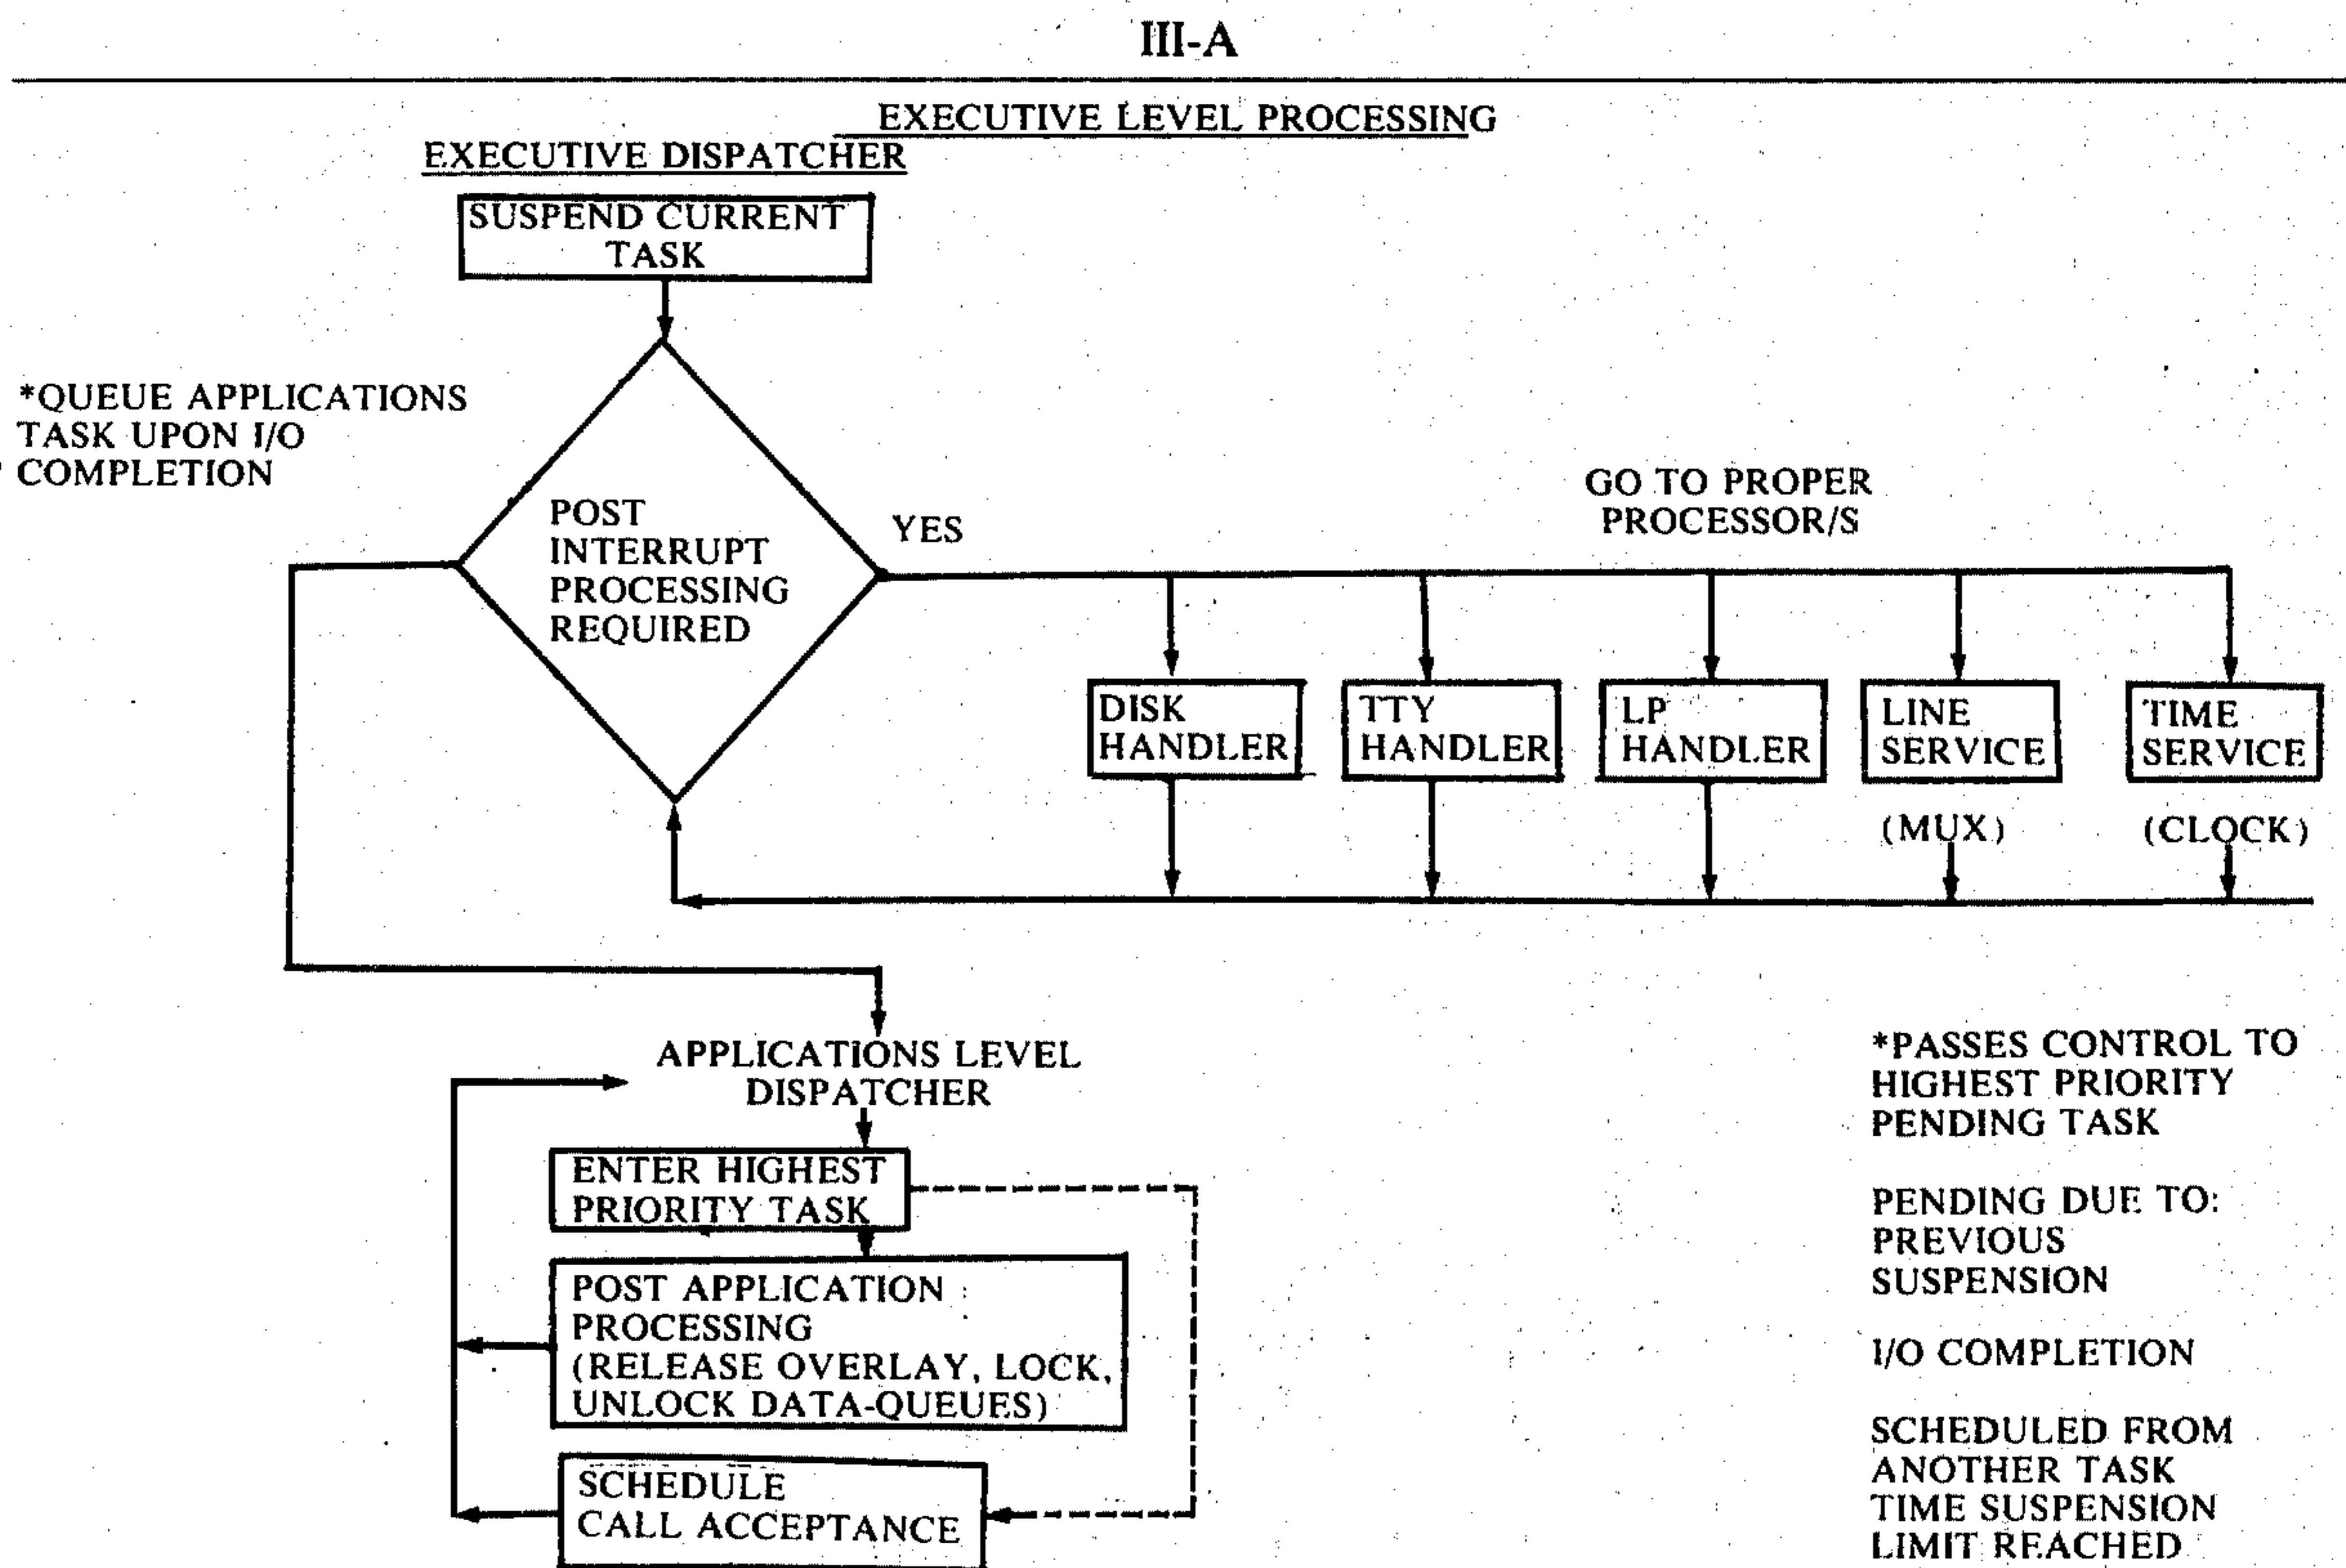 III-A
EXECUTIVE LEVEL PROCESSING
EXECUTIVE DISPATCHER
SUSPEND CURRENT
TASK
*QUEUE APPLICATIONS
TASK UPON I/O
COMPLETION
POST
INTERRUPT
PROCESSING
REQUIRED
YES
GO TO PROPER
PROCESSOR/S
DISK
HANDLER
TTY
HANDLER
LP
HANDLER
LINE
SERVICE
(MUX)
TIME
SERVICE
(CLOCK)
APPLICATIONS LEVEL
DISPATCHER
ENTER HIGHEST
PRIORITY TASK
POST APPLICATION
PROCESSING
(RELEASE OVERLAY, LOCK,
UNLOCK DATA-QUEUES)
SCHEDULE
CALL ACCEPTANCE
*PASSES CONTROL TO
HIGHEST PRIORITY
PENDING TASK
PENDING DUE TO:
PREVIOUS
SUSPENSION
I/O COMPLETION
SCHEDULED FROM
ANOTHER TASK
TIME SUSPENSION
LIMIT REACHED